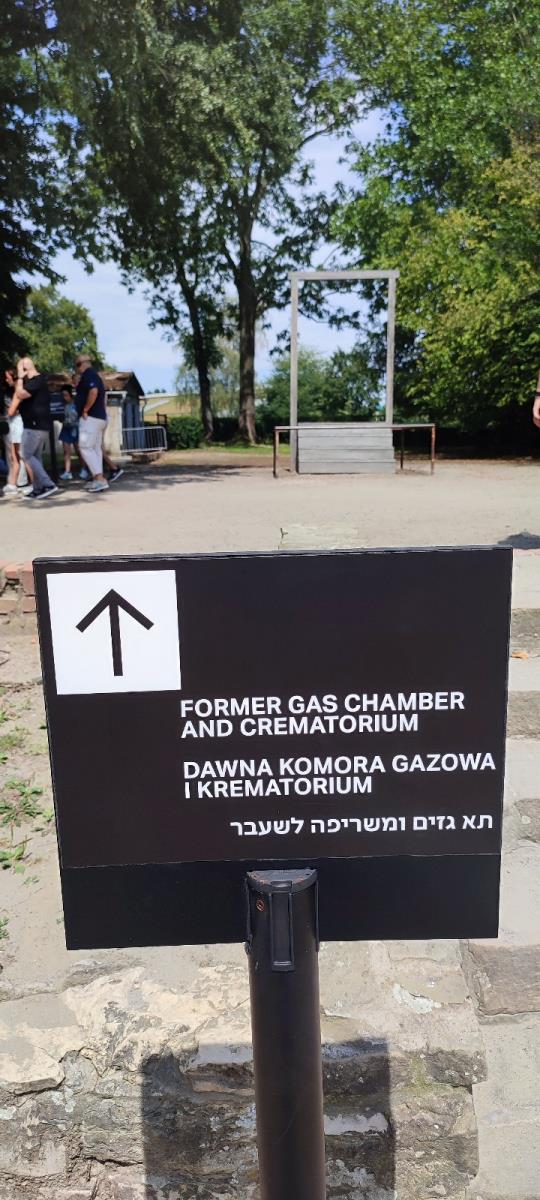 FORMER GAS CHAMBER
AND CREMATORIUM
DAWNA KOMORA GAZOWA
I KREMATORIUM
תא גזים ומשריפה לשעבר